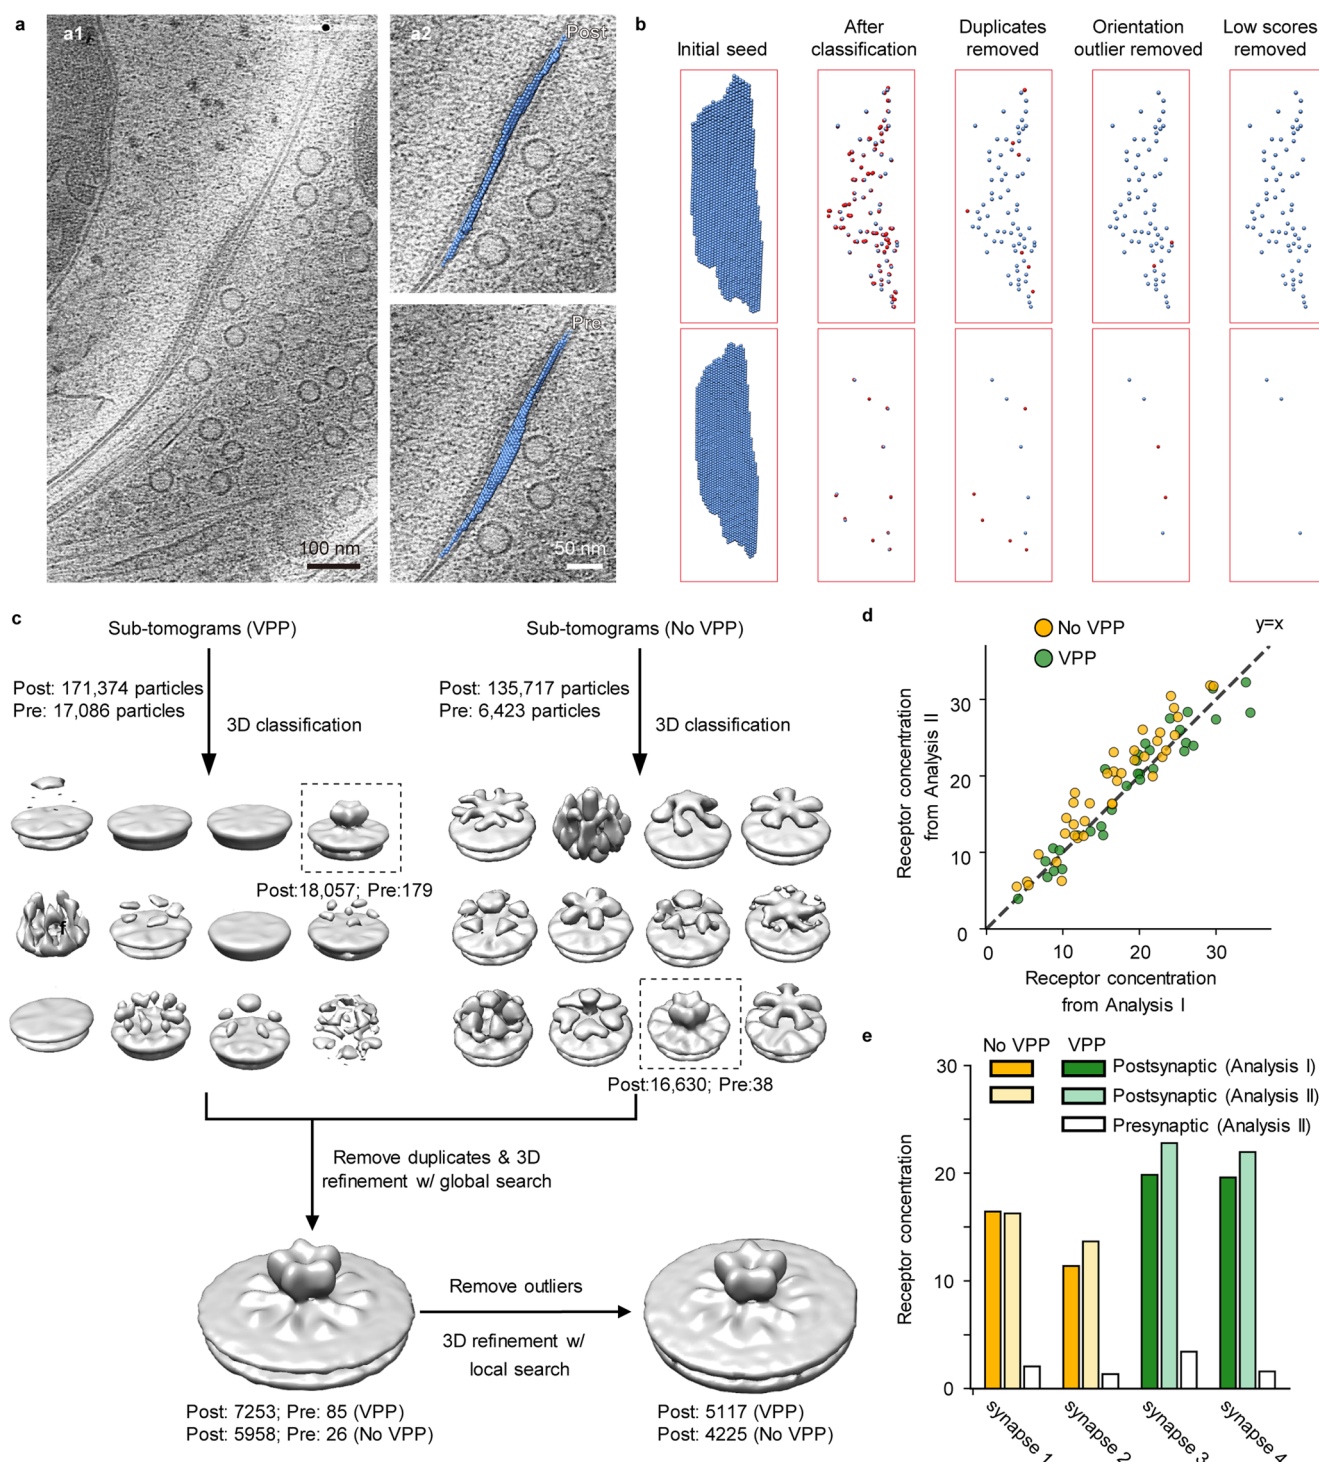 a
a1
100 nm
a2
Post
Pre
50 nm
b
Initial seed
After
classification
Duplicates
removed
Orientation
outlier removed
Low scores
removed
c
Sub-tomograms (VPP)
Post: 171,374 particles
Pre: 17,086 particles
3D classification
Post:18,057; Pre:179
f
Sub-tomograms (No VPP)
Post: 135,717 particles
Pre: 6,423 particles
3D classification
Post:16,630; Pre:38
Remove duplicates & 3D
refinement w/ global search
Post: 7253; Pre: 85 (VPP)
Post: 5958; Pre: 26 (No VPP)
Remove outliers
3D refinement w/
local search
Post: 5117 (VPP)
Post: 4225 (No VPP)
d
No VPP
VPP
y=x
Receptor concentration
from Analysis II
30
20
10
0
0 10 20 30
Receptor concentration
from Analysis I
e
No VPP VPP
Postsynaptic (Analysis I)
Postsynaptic (Analysis II)
Presynaptic (Analysis II)
Receptor concentration
30
20
10
0
synapse 1
synapse 2
synapse 3
synapse 4